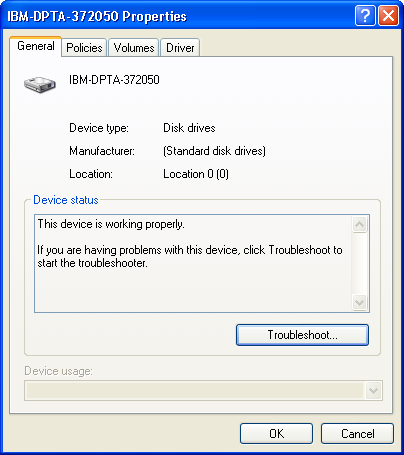 IBM-DPTA-372050 Properties
General Policies Volumes Driver
IBM-DPTA-372050
Device type: Disk drives
Manufacturer: (Standard disk drives)
Location: Location 0 (0)
Device status
This device is working properly.
If you are having problems with this device, click Troubleshoot to
start the troubleshooter.
Troubleshoot...
Device usage:
OK Cancel